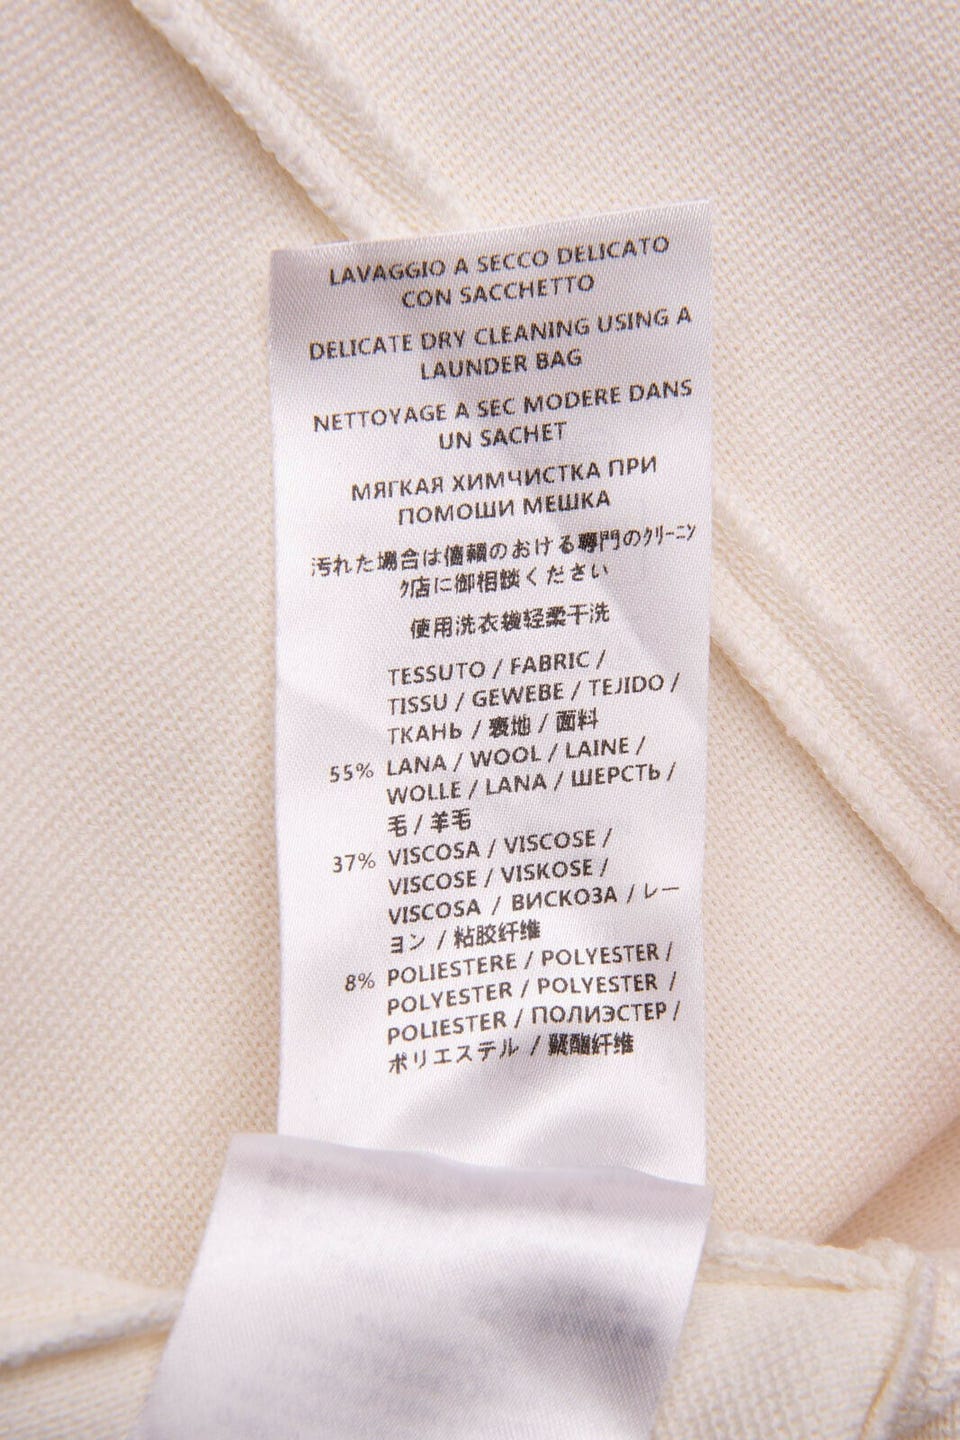 LAVAGGIO A SECCO DELICATO
CON SACCHETTO
DELICATE DRY CLEANING USING A
LAUNDER BAG
NETTOYAGE A SEC MODERE DANS
UN SACHET
МЯГКАЯ ХИМЧИСТКА ПРИ
ПОМОШИ МЕШКА
汚れた場合は信頼のおける専門のクリーニン
ク店に御相談ください
使用洗衣袋轻柔干洗
TESSUTO / FABRIC /
TISSU / GEWEBE / TEJIDO /
ТКАНЬ / 表地 / 面料
55% LANA / WOOL / LAINE /
WOLLE / LANA / ШЕРСТЬ /
毛 / 羊毛
37% VISCOSA / VISCOSE /
VISCOSE / VISKOSE /
VISCOSA / ВИСКОЗА / レー
ヨン / 粘胶纤维
8% POLIESTERE / POLYESTER /
POLYESTER / POLYESTER /
POLIESTER / ПОЛИЭСТЕР /
ポリエステル / 聚酯纤维